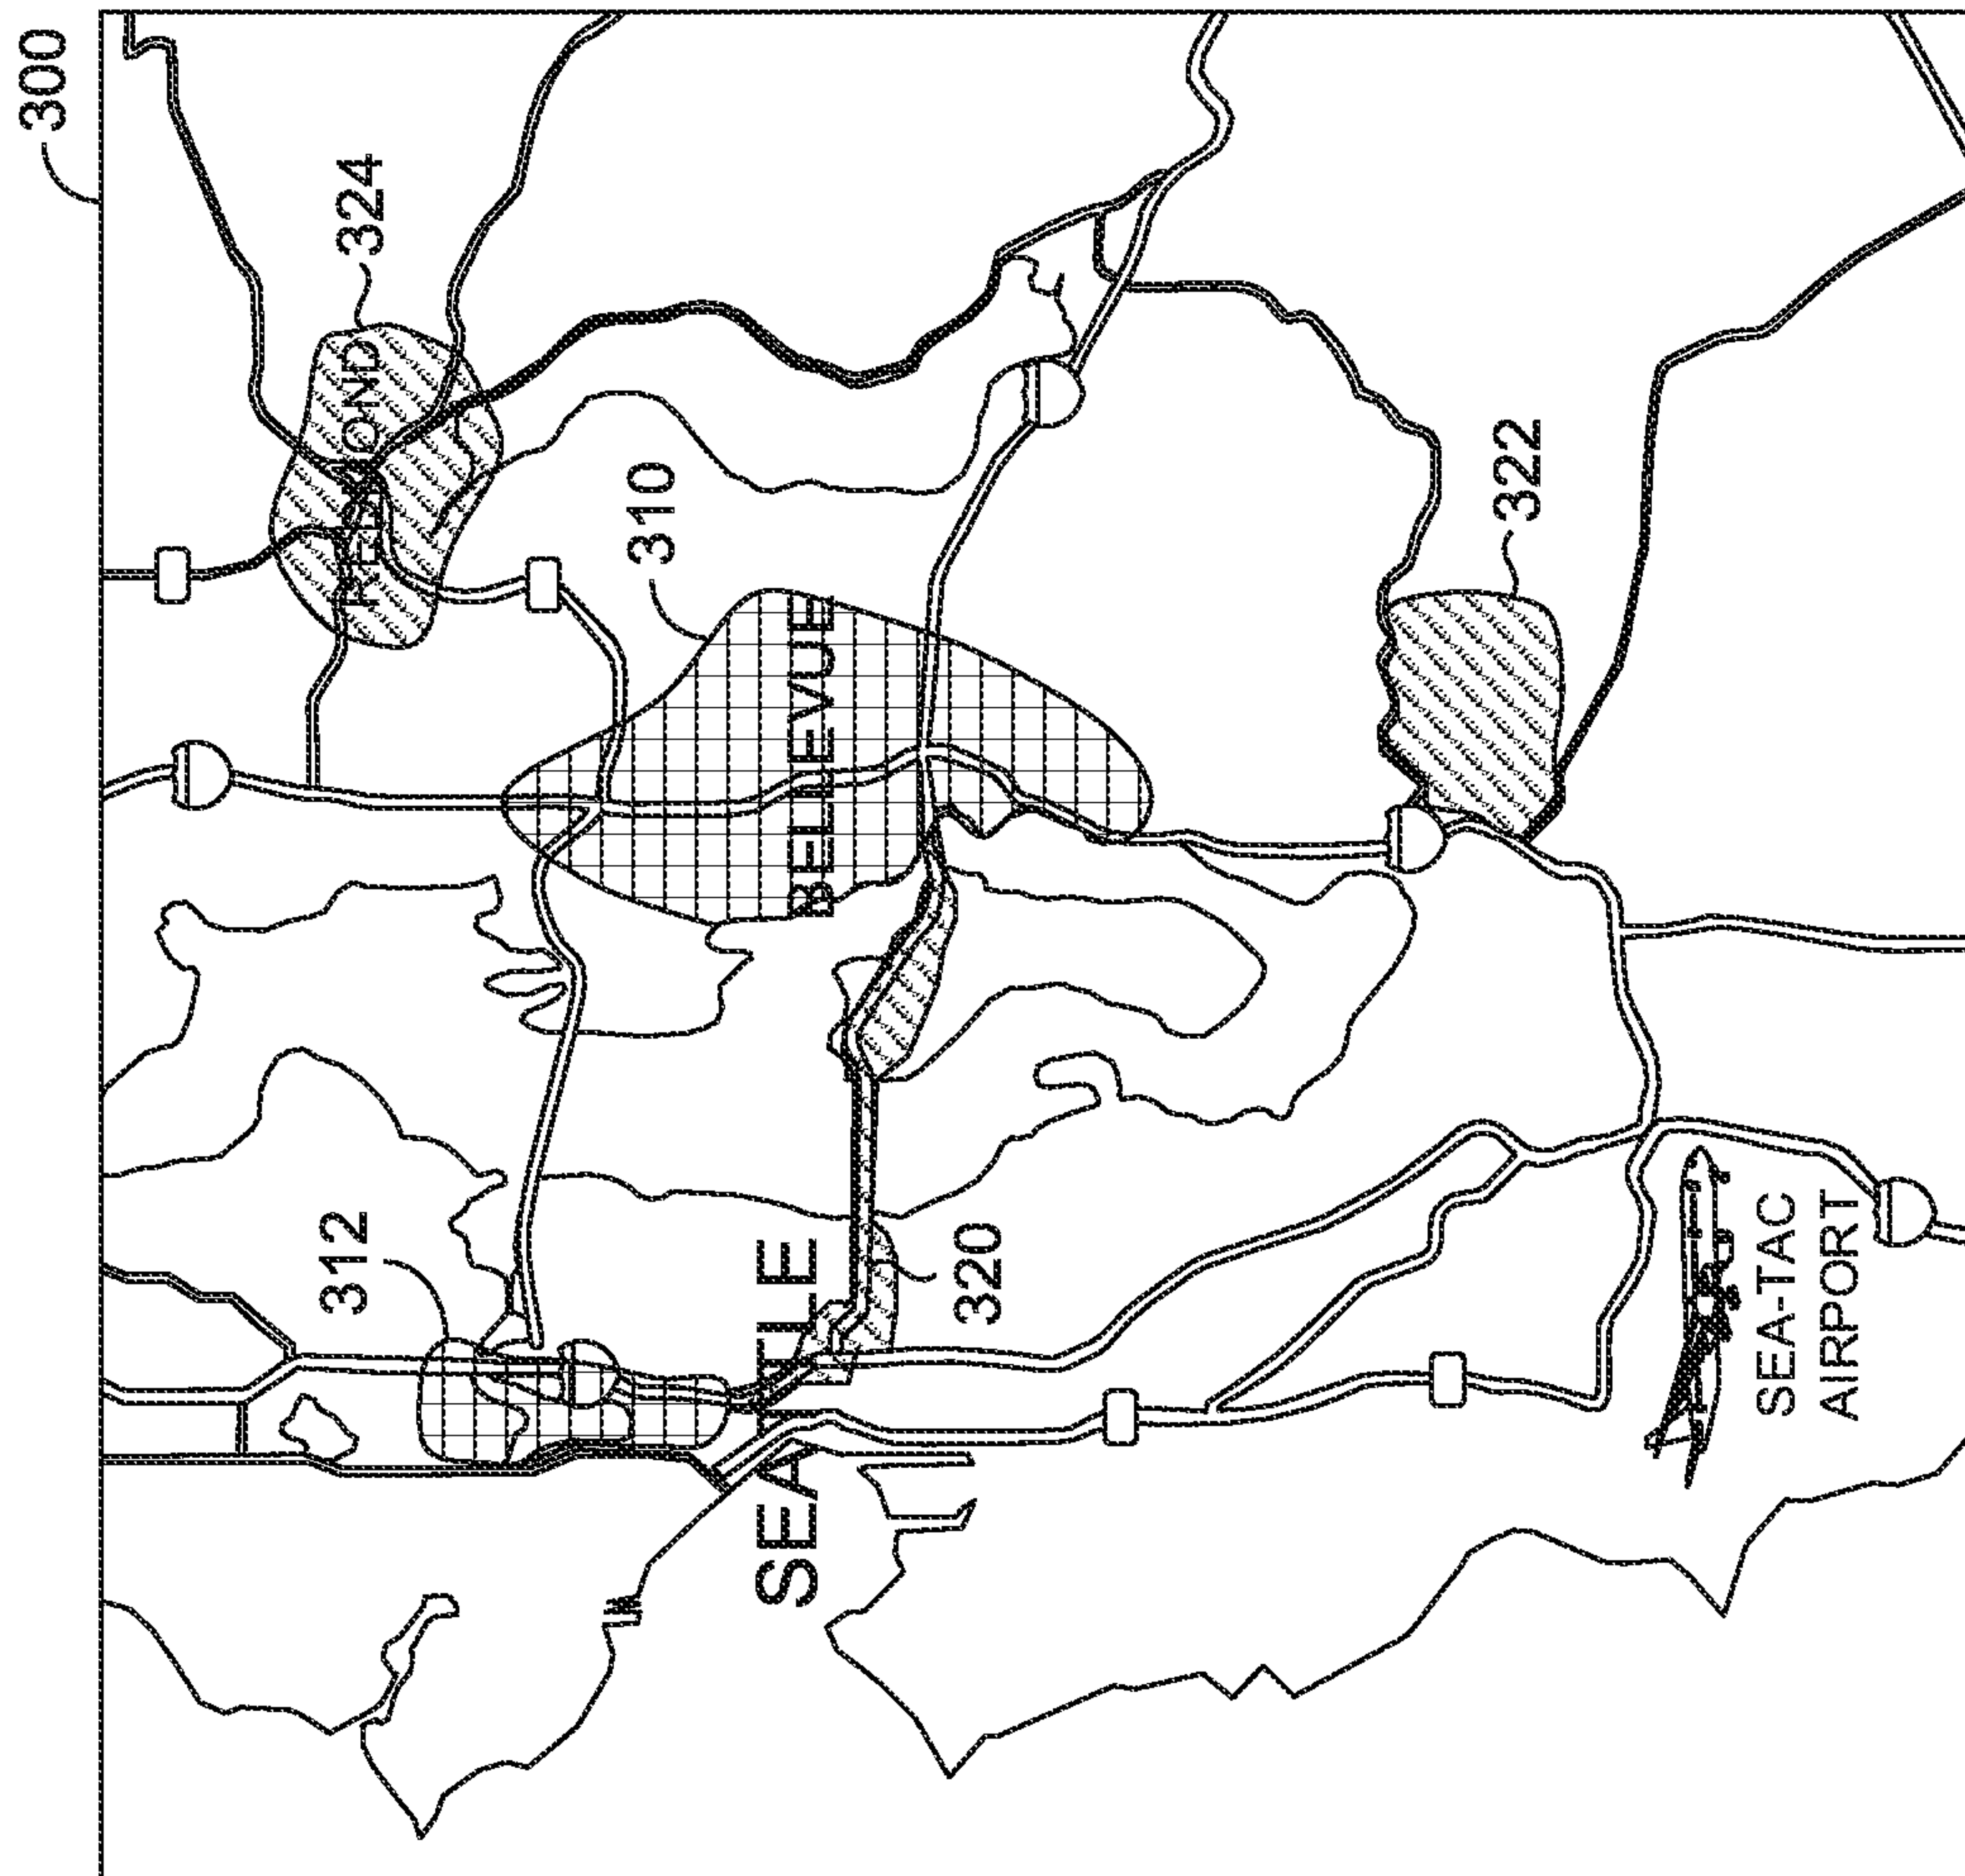 300
324
REDMOND
310
BELLEVUE
322
312
SEATTLE
320
SEA-TAC
AIRPORT